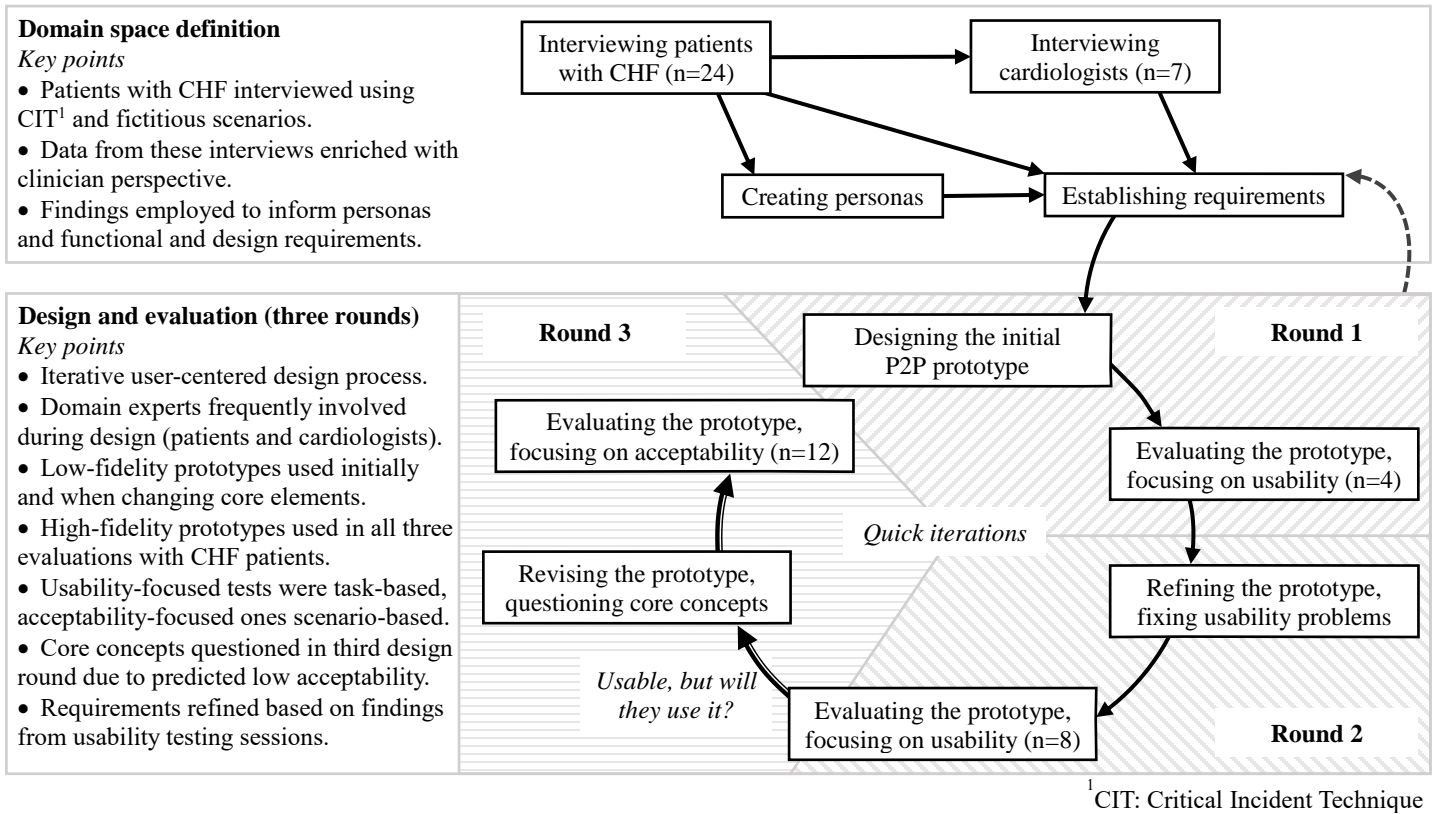 Domain space definition
Key points
• Patients with CHF interviewed using
CIT¹ and fictitious scenarios.
• Data from these interviews enriched with
clinician perspective.
• Findings employed to inform personas
and functional and design requirements.
Interviewing patients
with CHF (n=24)
Interviewing
cardiologists (n=7)
Creating personas
Establishing requirements
Design and evaluation (three rounds)
Key points
• Iterative user-centered design process.
• Domain experts frequently involved
during design (patients and cardiologists).
• Low-fidelity prototypes used initially
and when changing core elements.
• High-fidelity prototypes used in all three
evaluations with CHF patients.
• Usability-focused tests were task-based,
acceptability-focused ones scenario-based.
• Core concepts questioned in third design
round due to predicted low acceptability.
• Requirements refined based on findings
from usability testing sessions.
Round 3
Designing the initial
P2P prototype
Round 1
Evaluating the prototype,
focusing on acceptability (n=12)
Evaluating the prototype,
focusing on usability (n=4)
Quick iterations
Revising the prototype,
questioning core concepts
Refining the prototype,
fixing usability problems
Usable, but will
they use it?
Evaluating the prototype,
focusing on usability (n=8)
Round 2
¹CIT: Critical Incident Technique